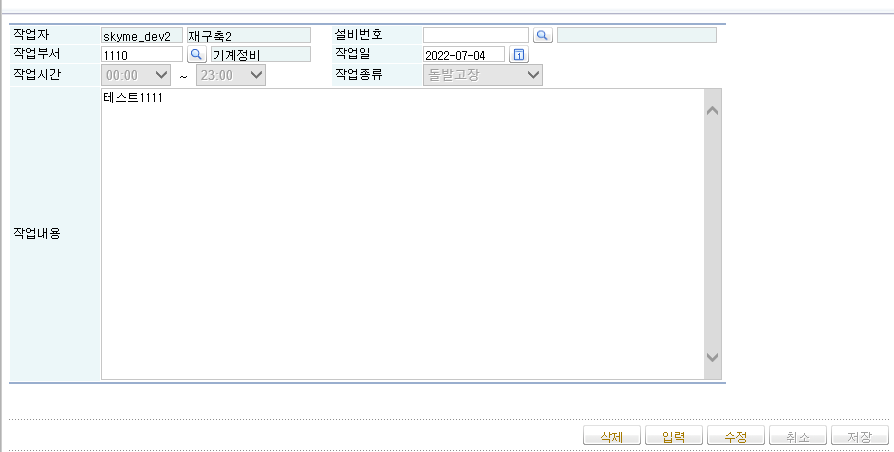 작업자 skyme_dev2 재구축2 설비번호
작업부서 1110 기계정비 작업일 2022-07-04
작업시간 00:00 ~ 23:00 작업종류 돌발고장
작업내용 테스트1111
삭제 입력 수정 취소 저장